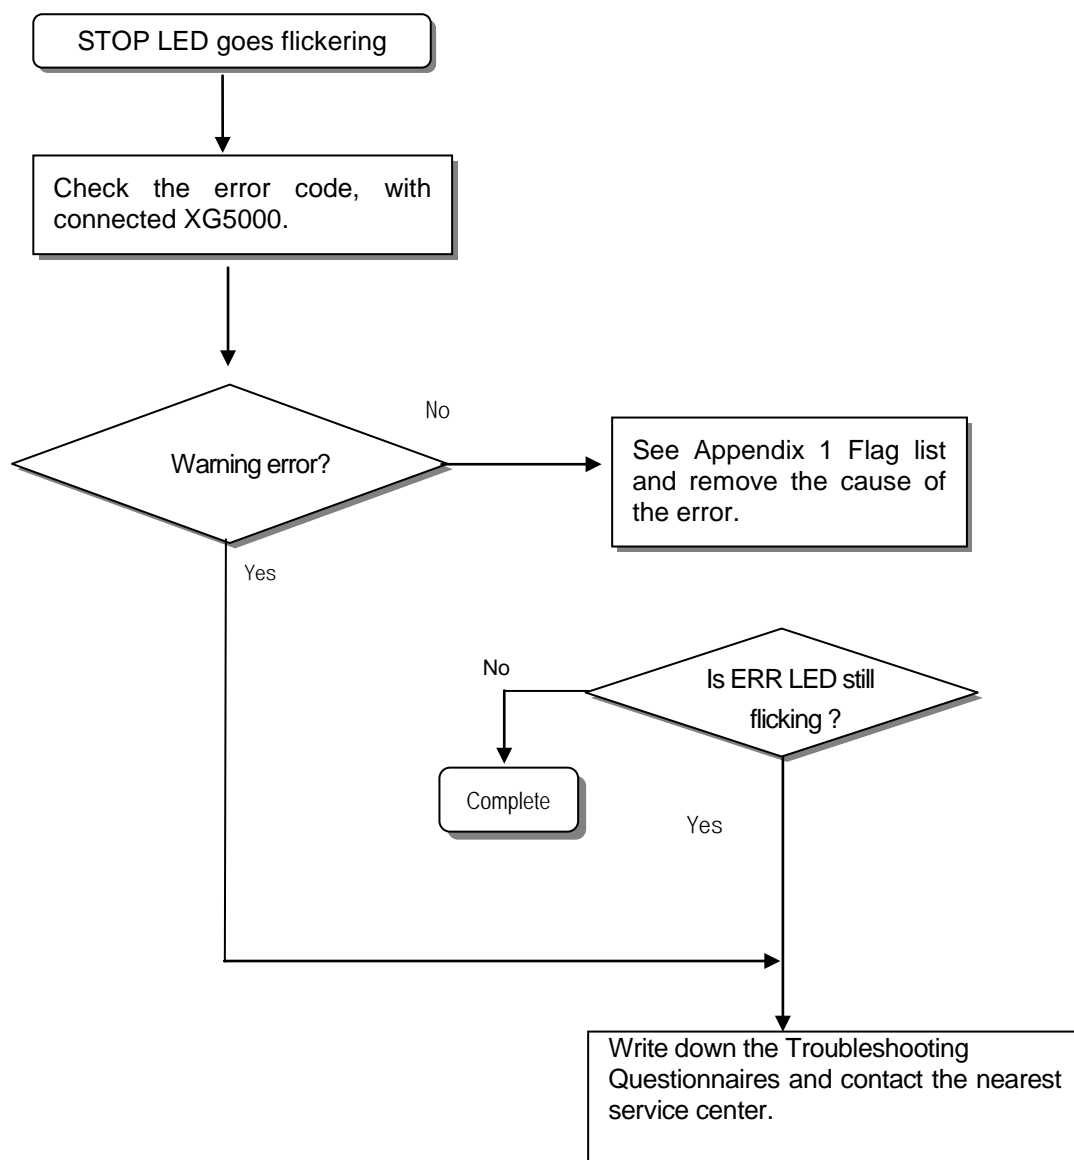 STOP LED goes flickering
Check the error code, with
connected XG5000.
No
Warning error?
See Appendix 1 Flag list
and remove the cause of
the error.
Yes
No
Is ERR LED still
flicking ?
Complete
Yes
Write down the Troubleshooting
Questionnaires and contact the nearest
service center.